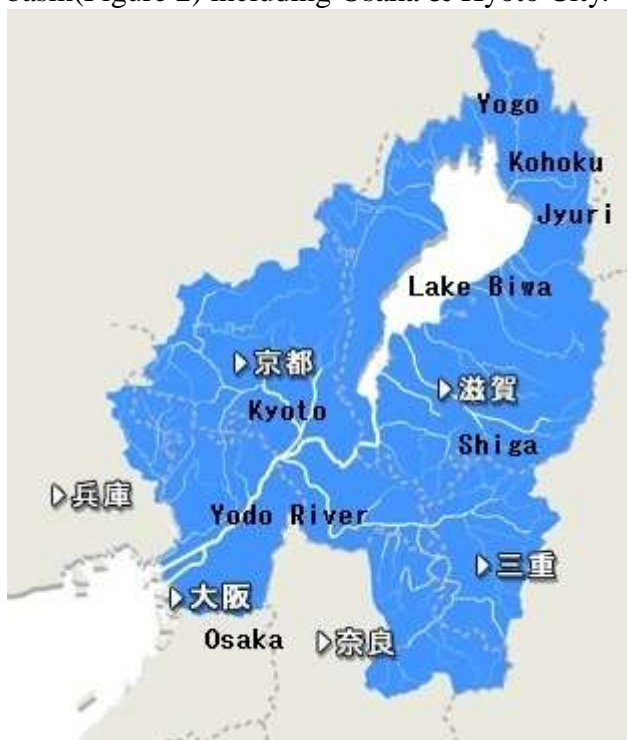 basin(Figure 2) including Osaka & Kyoto City.
Yogo
Kohoku
Jyuri
Lake Biwa
京都
滋賀
Kyoto
Shiga
兵庫
Yodo River
三重
大阪
Osaka
奈良